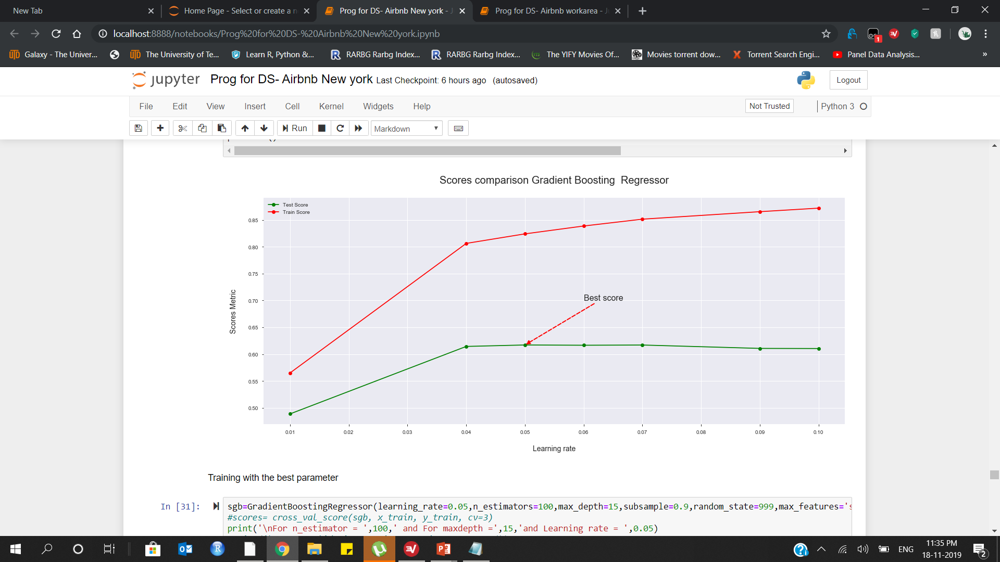 New Tab
Home Page - Select or create a n
Prog for DS- Airbnb New york - J
Prog for DS- Airbnb workarea - Ju
localhost:8888/notebooks/Prog%20for%20DS-%20Airbnb%20New%20york.ipynb
1
Galaxy - The Univer...
The University of Te...
Learn R, Python &...
RARBG Rarbg Index...
RARBG Rarbg Index...
The YIFY Movies Of...
Movies torrent dow...
Torrent Search Engi...
Panel Data Analysis...
»
jupyter
Prog for DS- Airbnb New york Last Checkpoint: 6 hours ago (autosaved)
Logout
File Edit View Insert Cell Kernel Widgets Help
Not Trusted
Python 3
Run
Markdown
Scores comparison Gradient Boosting  Regressor
Test Score
Train Score
0.85
0.80
0.75
0.70
0.65
0.60
0.55
0.50
Scores Metric
Best score
0.01 0.02 0.03 0.04 0.05 0.06 0.07 0.08 0.09 0.10
Learning rate
Training with the best parameter
In [31]:
sgb=GradientBoostingRegressor(learning_rate=0.05,n_estimators=100,max_depth=15,subsample=0.9,random_state=999,max_features='s
#scores= cross_val_score(sgb, x_train, y_train, cv=3)
print('\nFor n_estimator = ',100,' and For maxdepth =',15,'and Learning rate = ',0.05)
ENG
11:35 PM
18-11-2019
2